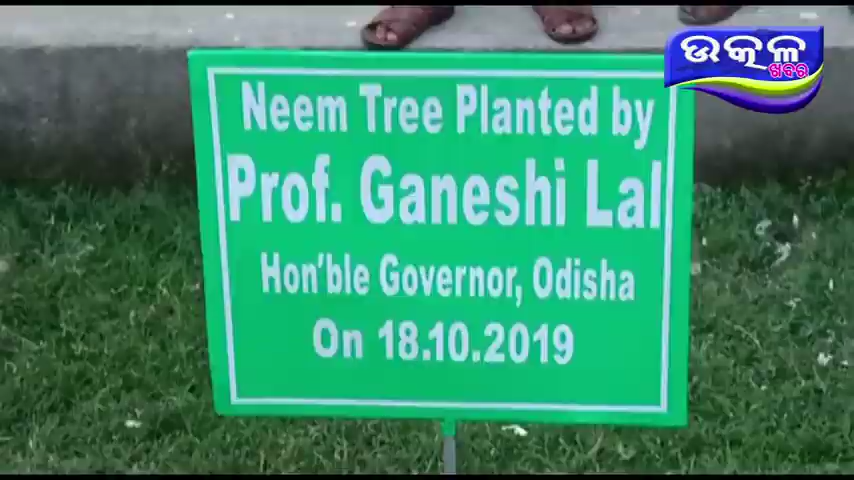 ଉତ୍କଳ
ଖବର
Neem Tree Planted by
Prof. Ganeshi Lal
Hon'ble Governor, Odisha
On 18.10.2019